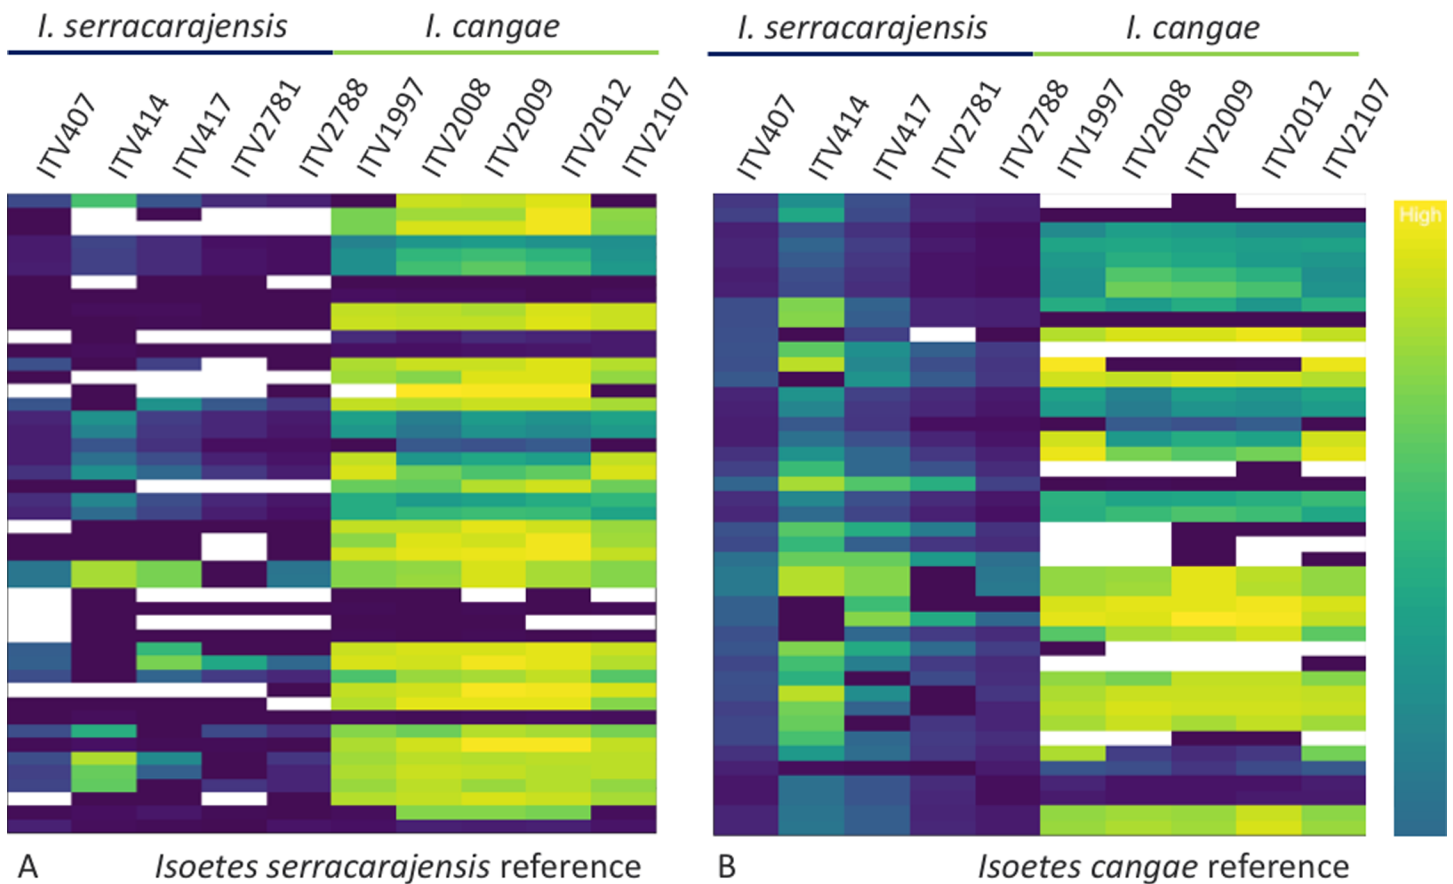 I. serracarajensis I. cangae I. serracarajensis I. cangae
ITV407 ITV414 ITV417 ITV2781 ITV2788 ITV1997 ITV2008 ITV2009 ITV2012 ITV2107 ITV407 ITV414 ITV417 ITV2781 ITV2788 ITV1997 ITV2008 ITV2009 ITV2012 ITV2107
High
A Isoetes serracarajensis reference B Isoetes cangae reference